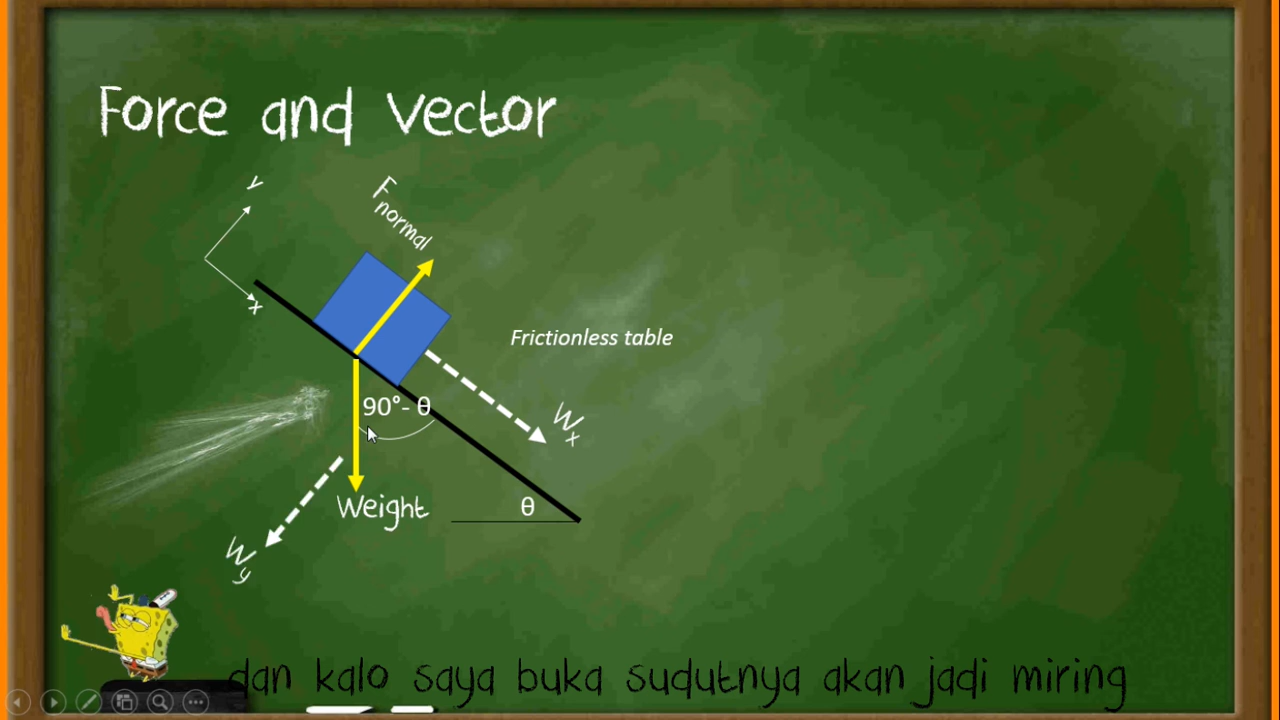 Force and vector
y
F normal
x
Frictionless table
90°- θ
Wx
Weight
θ
Wy
dan kalo saya buka sudutnya akan jadi miring